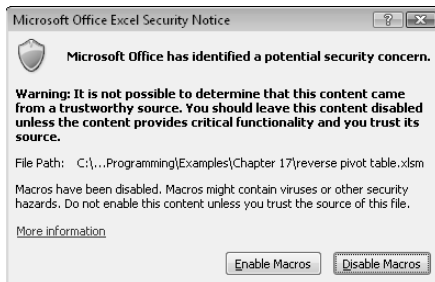 Microsoft Office Excel Security Notice
Microsoft Office has identified a potential security concern.
Warning: It is not possible to determine that this content came
from a trustworthy source. You should leave this content disabled
unless the content provides critical functionality and you trust its
source.
File Path: C:\...Programming\Examples\Chapter 17\reverse pivot table.xlsm
Macros have been disabled. Macros might contain viruses or other security
hazards. Do not enable this content unless you trust the source of this file.
More information
Enable Macros
Disable Macros